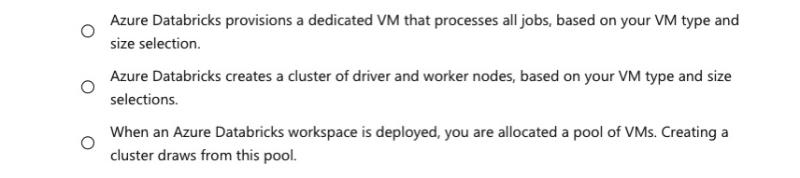 Azure Databricks provisions a dedicated VM that processes all jobs, based on your VM type and
size selection.
Azure Databricks creates a cluster of driver and worker nodes, based on your VM type and size
selections.
When an Azure Databricks workspace is deployed, you are allocated a pool of VMs. Creating a
cluster draws from this pool.